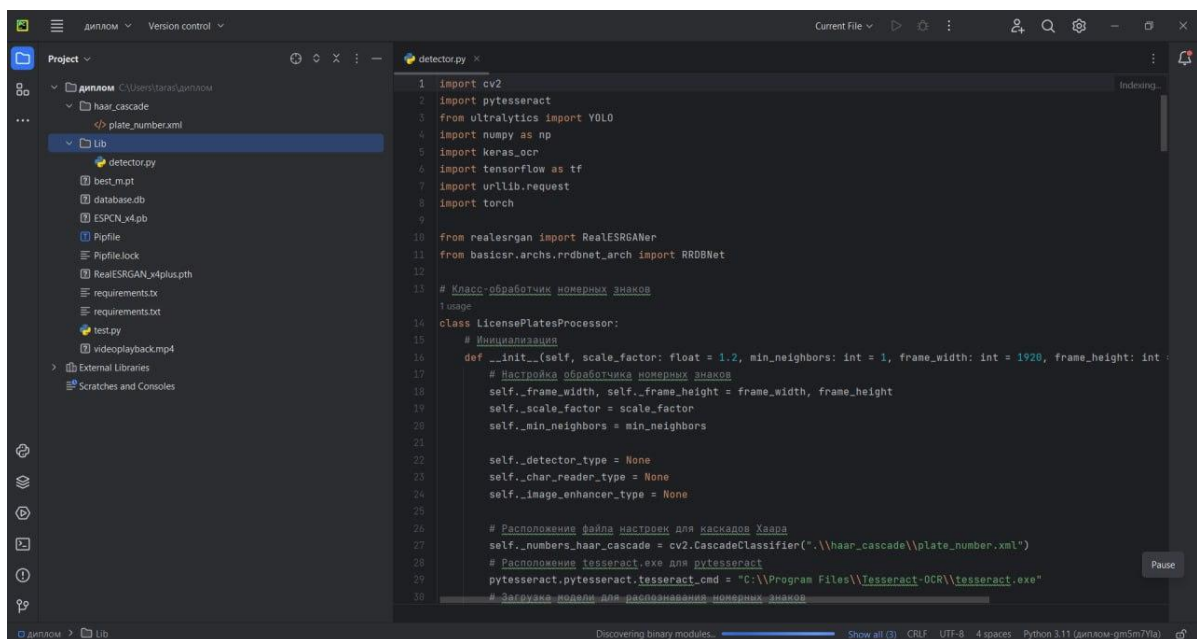 диплом Version control Current File
Project
detector.py
диплом C:\Users\taras\диплом
haar_cascade
plate_number.xml
Lib
detector.py
best_m.pt
database.db
ESPCN_x4.pb
Pipfile
Pipfile.lock
RealESRGAN_x4plus.pth
requirements.tx
requirements.txt
test.py
videoplayback.mp4
External Libraries
Scratches and Consoles
Indexing...
1 import cv2
2 import pytesseract
3 from ultralytics import YOLO
4 import numpy as np
5 import keras_ocr
6 import tensorflow as tf
7 import urllib.request
8 import torch
9
10 from realesrgan import RealESRGANer
11 from basicsr.archs.rrdbnet_arch import RRDBNet
12
13 # Класс-обработчик номерных знаков
1 usage
14 class LicensePlatesProcessor:
15 # Инициализация
16 def __init__(self, scale_factor: float = 1.2, min_neighbors: int = 1, frame_width: int = 1920, frame_height: int =
17 # Настройка обработчика номерных знаков
18 self._frame_width, self._frame_height = frame_width, frame_height
19 self._scale_factor = scale_factor
20 self._min_neighbors = min_neighbors
21
22 self._detector_type = None
23 self._char_reader_type = None
24 self._image_enhancer_type = None
25
26 # Расположение файла настроек для каскадов Хаара
27 self._numbers_haar_cascade = cv2.CascadeClassifier(".\\haar_cascade\\plate_number.xml")
28 # Расположение tesseract.exe для pytesseract
29 pytesseract.pytesseract.tesseract_cmd = "C:\\Program Files\\Tesseract-OCR\\tesseract.exe"
30 # Загрузка модели для распознавания номерных знаков
Pause
диплом > Lib
Discovering binary modules... Show all (3) CRLF UTF-8 4 spaces Python 3.11 (диплом-gm5m7Yla)